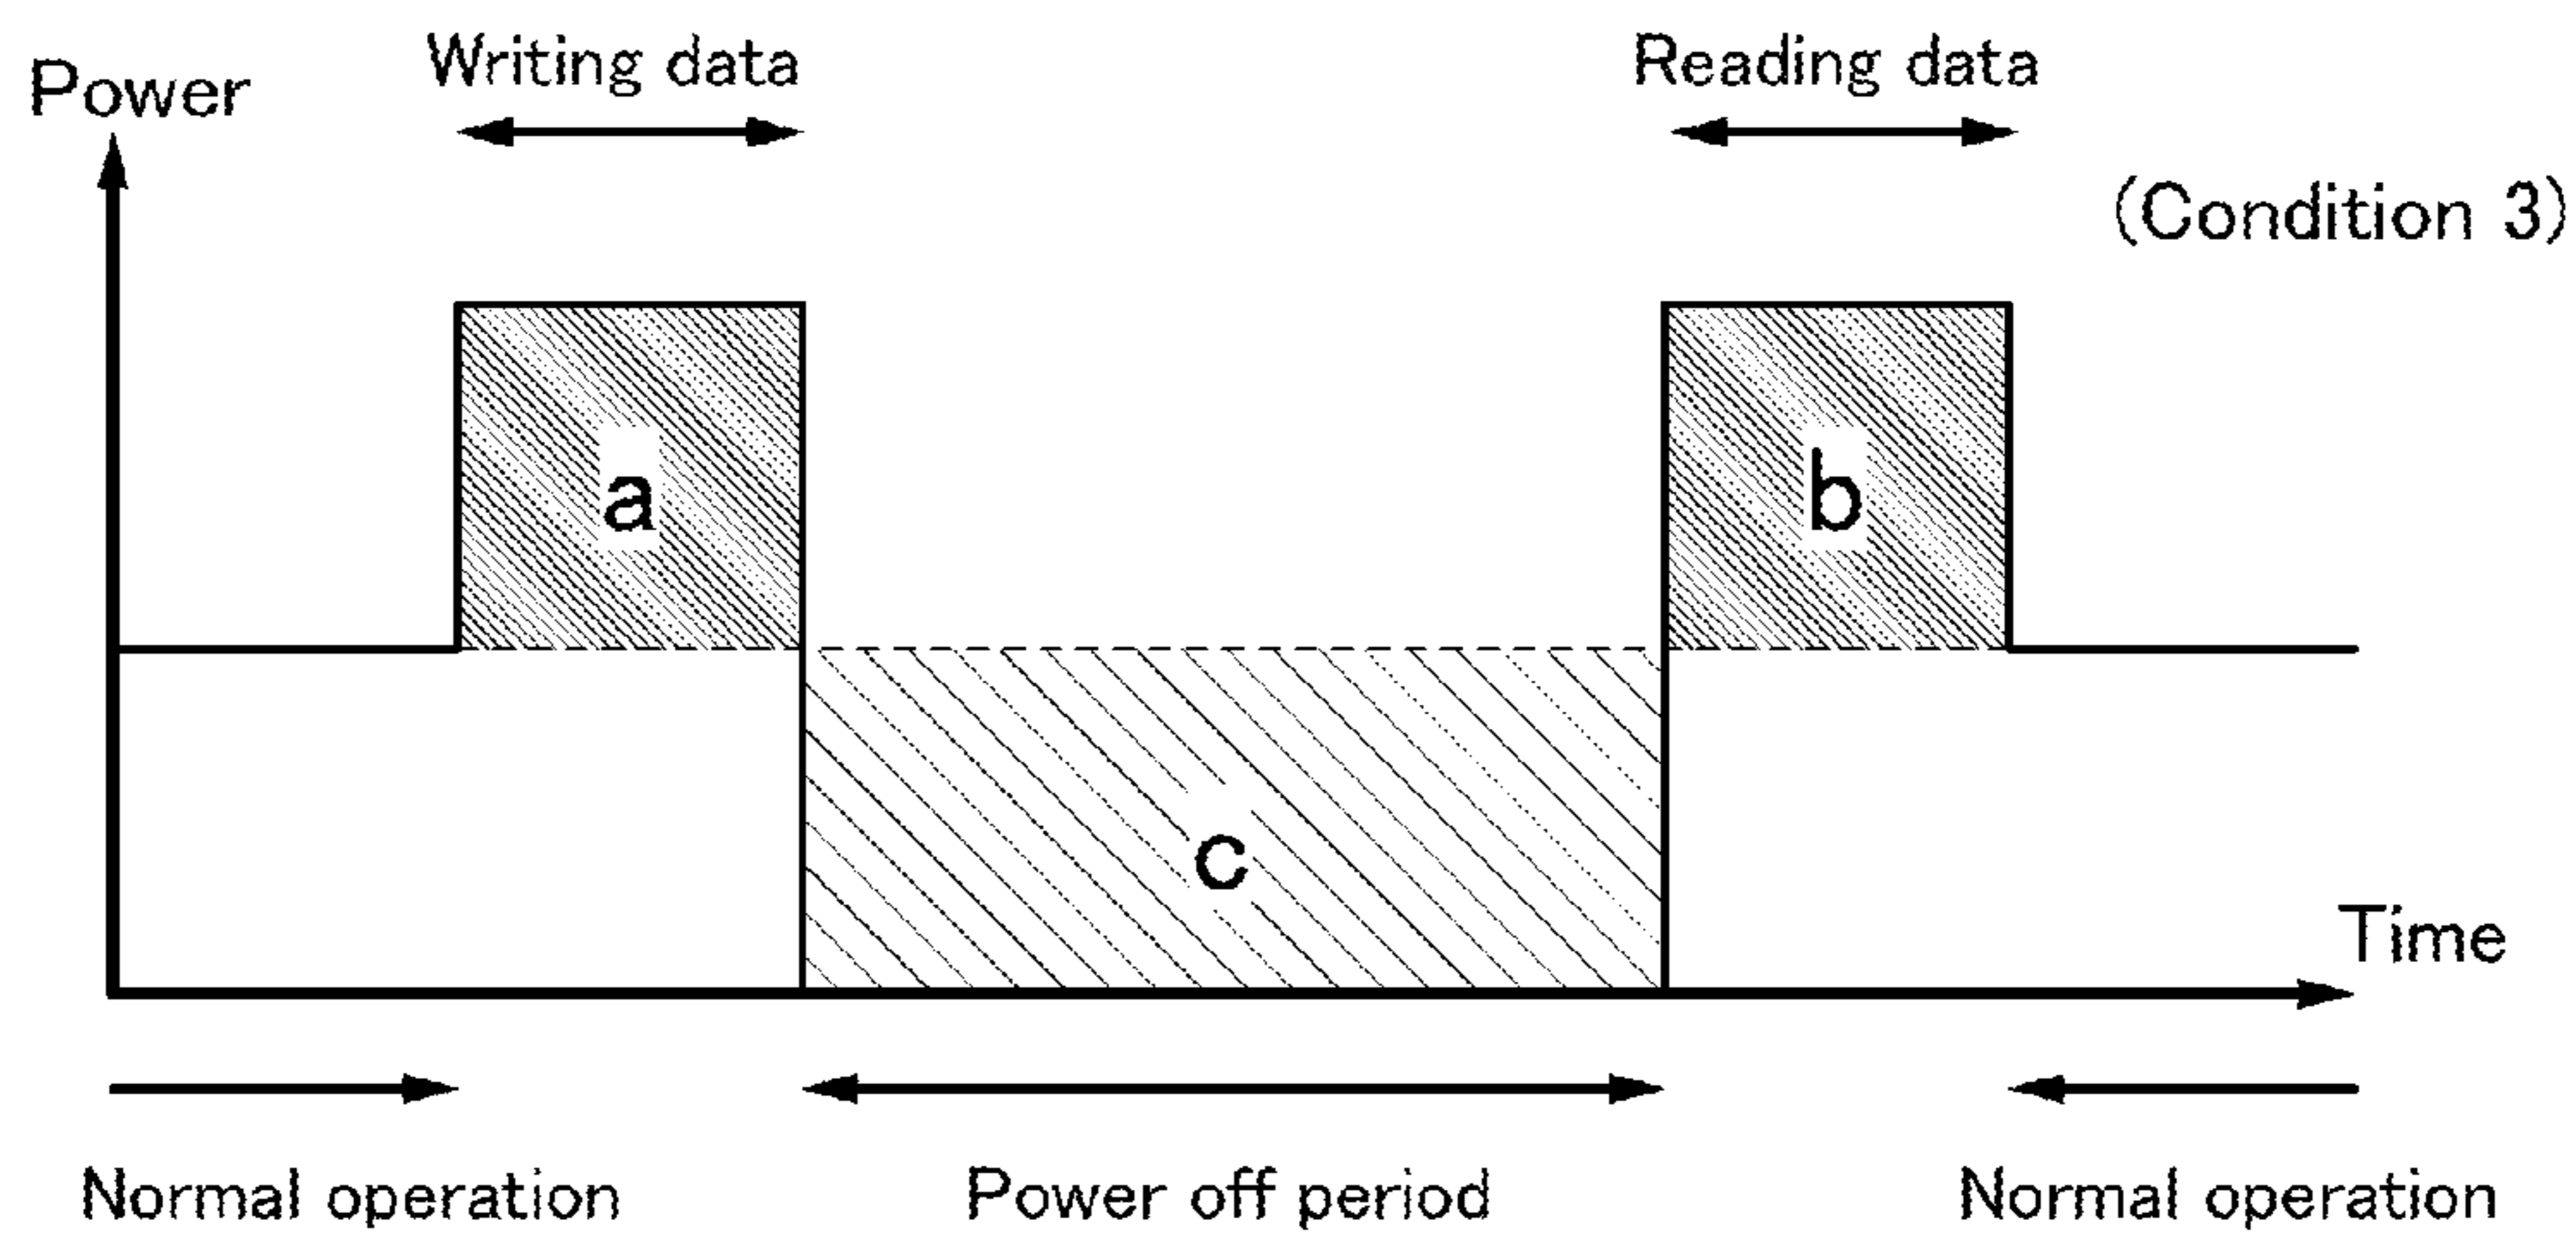 Writing data
Reading data
Power
(Condition 3)
a
b
c
Time
Normal operation
Power off period
Normal operation